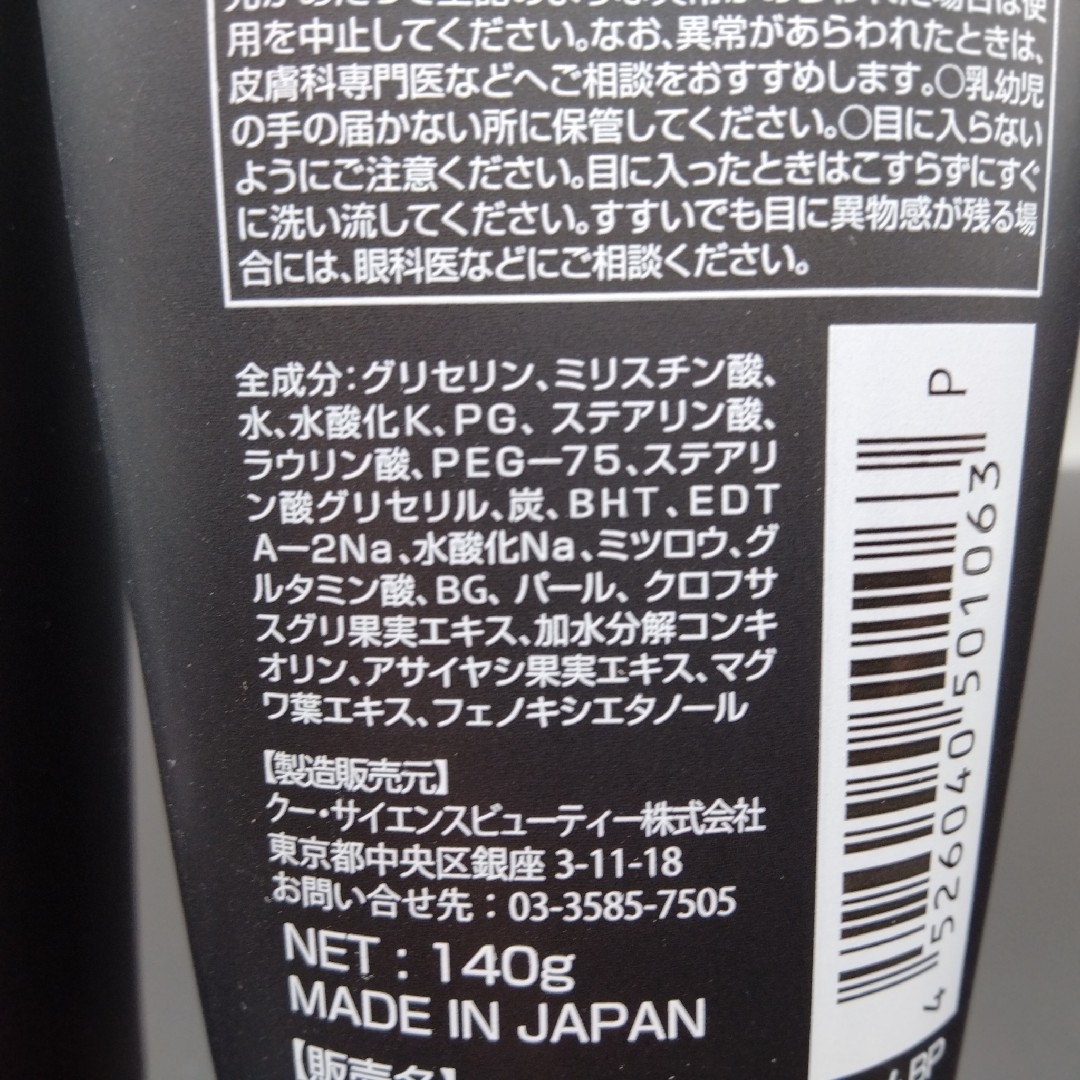 用を中止してください。なお、異常があらわれたときは、
皮膚科専門医などへご相談をおすすめします。○乳幼児
の手の届かない所に保管してください。○目に入らない
ようにご注意ください。目に入ったときはこすらずにすぐ
に洗い流してください。すすいでも目に異物感が残る場
合には、眼科医などにご相談ください。
全成分：グリセリン、ミリスチン酸、
水、水酸化K、PG、ステアリン酸、
ラウリン酸、PEG−75、ステアリ
ン酸グリセリル、炭、BHT、EDT
A−2Na、水酸化Na、ミツロウ、グ
ルタミン酸、BG、パール、クロフサ
スグリ果実エキス、加水分解コンキ
オリン、アサイヤシ果実エキス、マグ
ワ葉エキス、フェノキシエタノール
【製造販売元】
ケー・サイエンスビューティー株式会社
東京都中央区銀座 3-11-18
お問い合せ先：03-3585-7505
NET：140g
MADE IN JAPAN
【販売名】
P
4 526040 501063
BP